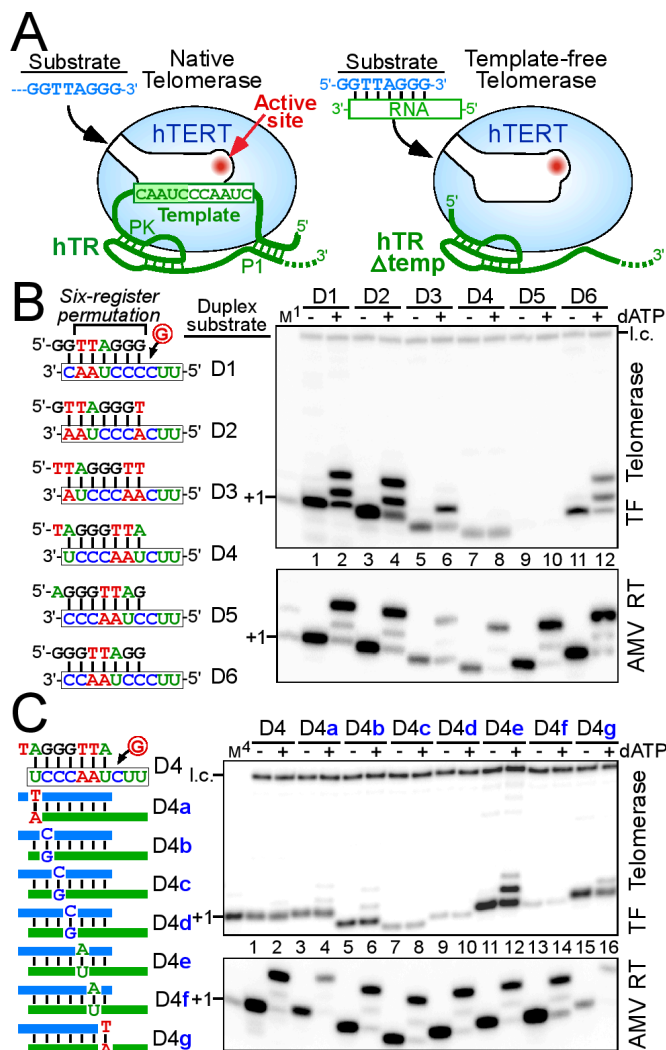 A
Substrate
---GGTTAGGG-3'
Native
Telomerase
Active
site
hTERT
CAAUCCCAAUC
Template
PK
hTR
P1
5'
3'
Substrate
5'-GGTTAGGG-3'
3'- RNA -5'
Template-free
Telomerase
hTERT
5'
hTR
Δtemp
3'
B
Six-register
permutation
Duplex
substrate
G
5'-GGTTAGGG
3'-CAAUCCCCUU-5' D1
5'-GTTAGGGT
3'-AAUCCCACUU-5' D2
5'-TTAGGGTT
3'-AUCCCAACUU-5' D3
5'-TAGGGTTA
3'-UCCCAAUCUU-5' D4
5'-AGGGTTAG
3'-CCCAAUCCUU-5' D5
5'-GGGTTAGG
3'-CCAAUCCCUU-5' D6
D1 D2 D3 D4 D5 D6
M1 - + - + - + - + - + - + dATP
l.c.
+1
TF Telomerase
1 2 3 4 5 6 7 8 9 10 11 12
+1
AMV RT
C
G
TAGGGTTA
UCCCAAUCUU D4
T
A D4a
C
G D4b
C
G D4c
C
G D4d
A
U D4e
A
U D4f
T
A D4g
D4 D4a D4b D4c D4d D4e D4f D4g
M4 - + - + - + - + - + - + - + - + dATP
l.c.
+1
TF Telomerase
1 2 3 4 5 6 7 8 9 10 11 12 13 14 15 16
+1
AMV RT